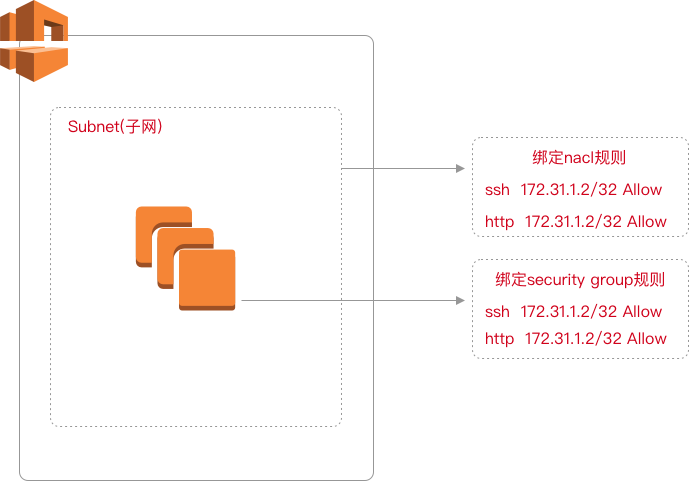 Subnet(子网)
绑定nacl规则
ssh 172.31.1.2/32 Allow
http 172.31.1.2/32 Allow
绑定security group规则
ssh 172.31.1.2/32 Allow
http 172.31.1.2/32 Allow